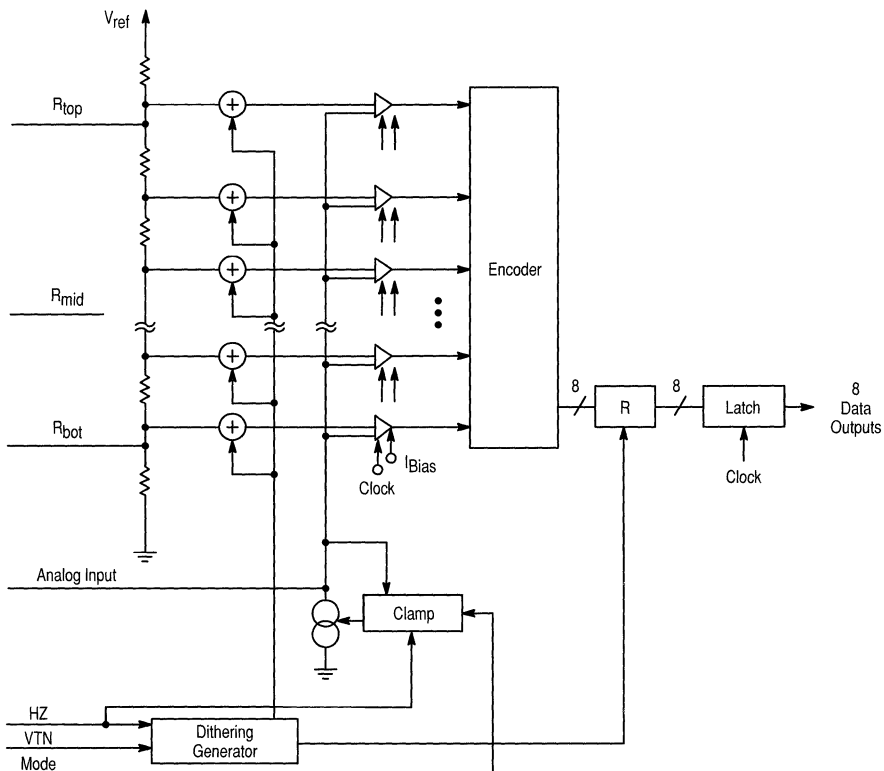 Vref
Rtop
Rmid
Rbot
Encoder
8
R
8
Latch
8
Data
Outputs
IBias
Clock
Clock
Analog Input
Clamp
HZ
VTN
Mode
Dithering
Generator